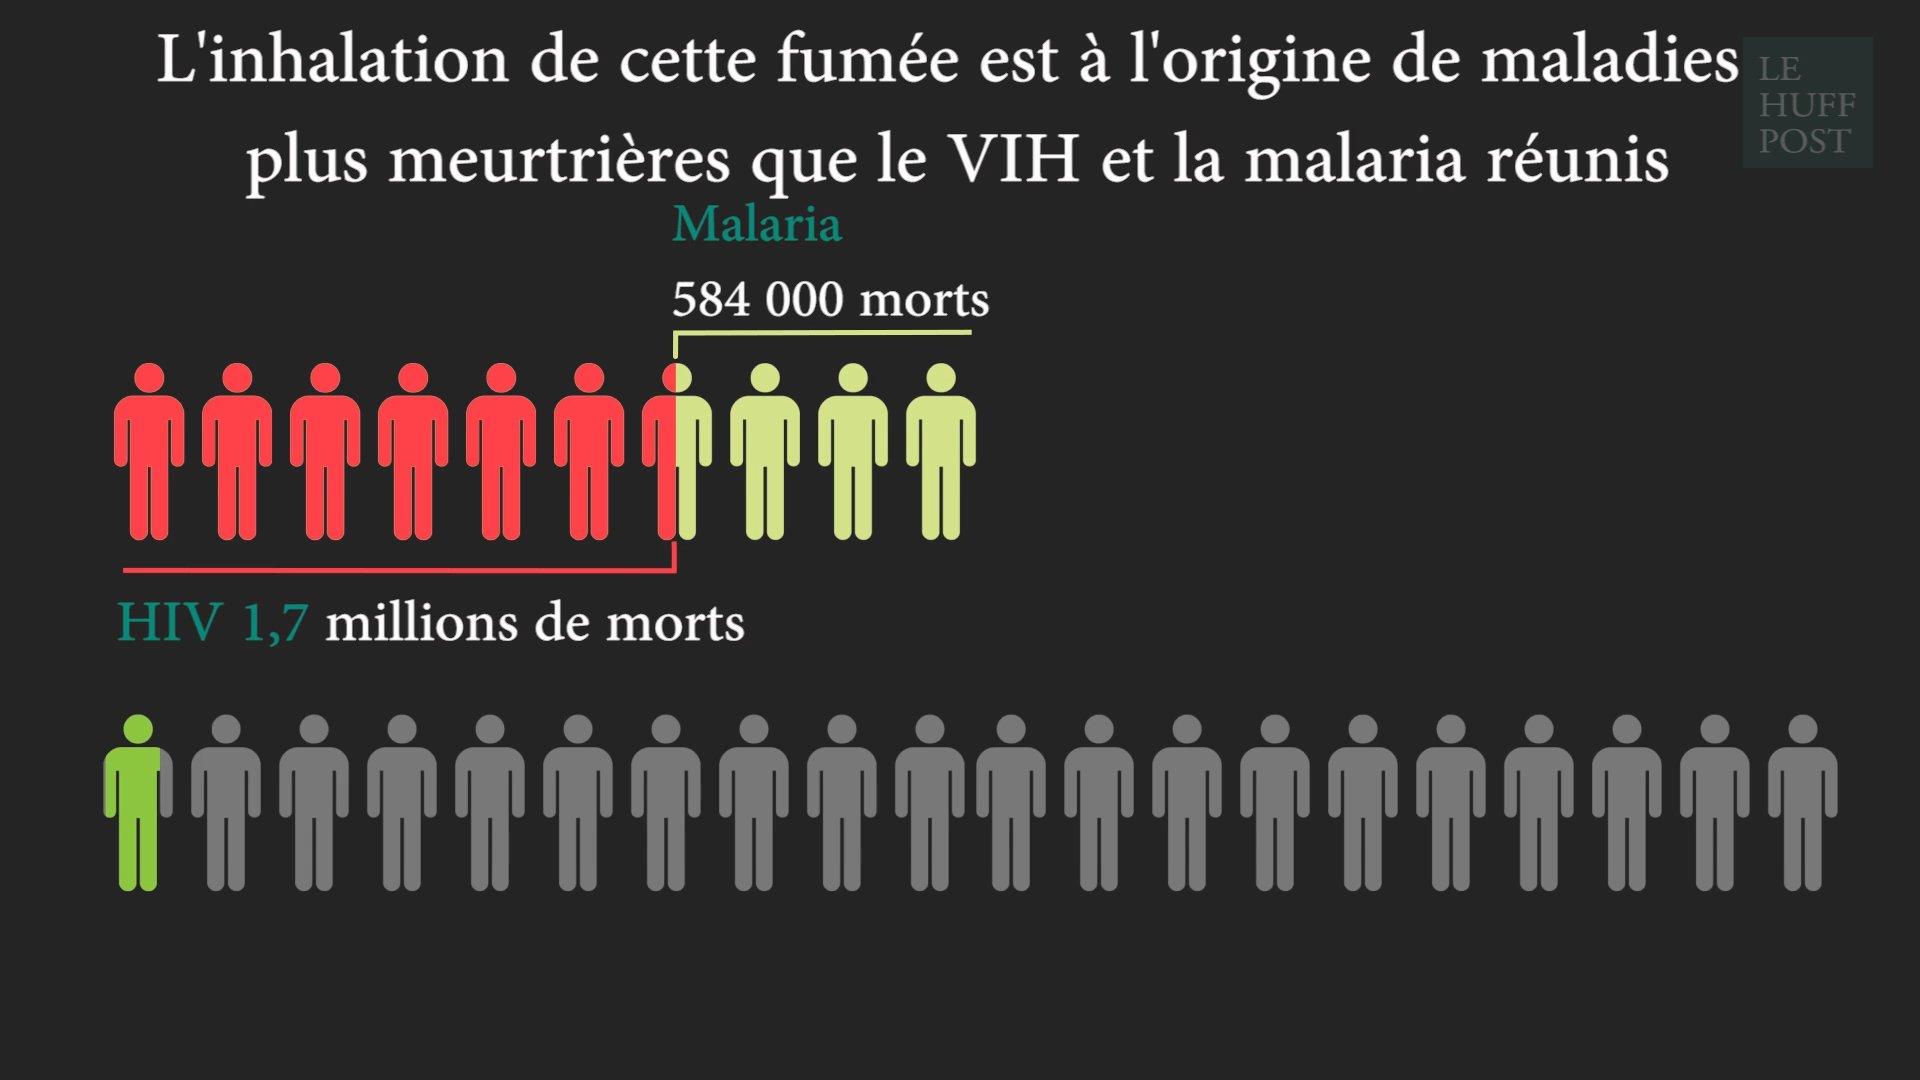 L'inhalation de cette fumée est à l'origine de maladies
plus meurtrières que le VIH et la malaria réunis
LE
HUFF
POST
Malaria
584 000 morts
HIV 1,7 millions de morts